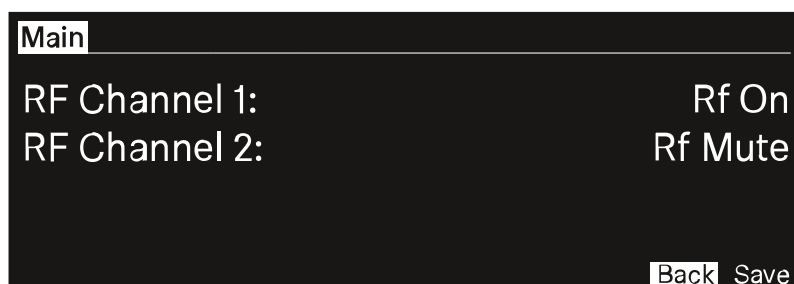 Main
RF Channel 1: Rf On
RF Channel 2: Rf Mute
Back Save